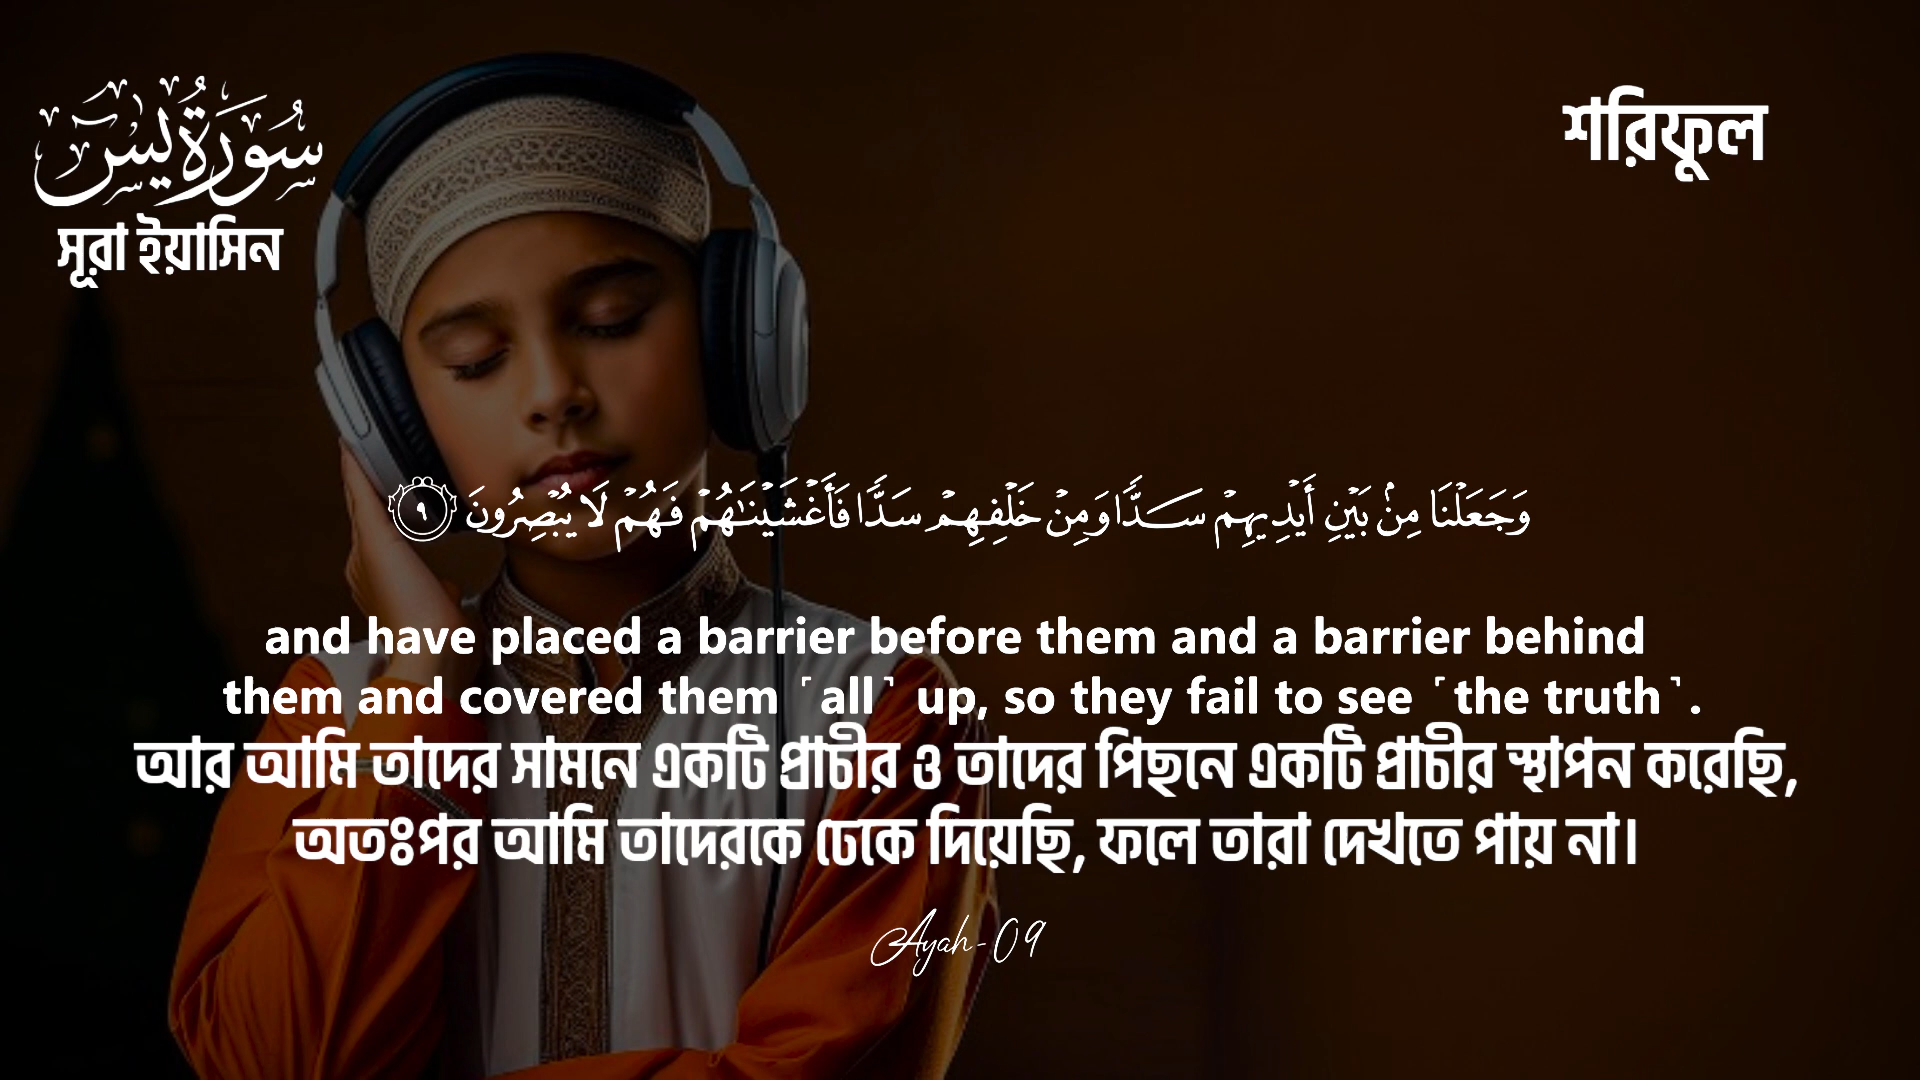 سُورَةُ يسٓ
সূরা ইয়াসিন
শরিফুল
وَجَعَلْنَا مِنۢ بَيْنِ أَيْدِيهِمْ سَدًّا وَمِنْ خَلْفِهِمْ سَدًّا فَأَغْشَيْنَٰهُمْ فَهُمْ لَا يُبْصِرُونَ ٩
and have placed a barrier before them and a barrier behind
them and covered them ˹all˺ up, so they fail to see ˹the truth˺.
আর আমি তাদের সামনে একটি প্রাচীর ও তাদের পিছনে একটি প্রাচীর স্থাপন করেছি,
অতঃপর আমি তাদেরকে ঢেকে দিয়েছি, ফলে তারা দেখতে পায় না।
Ayah-09